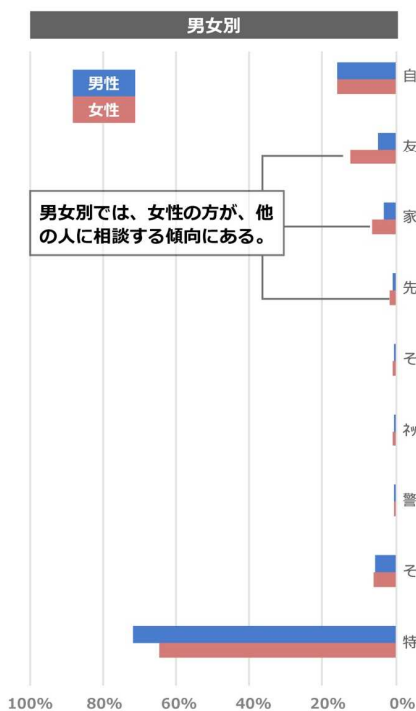 男女別
男性
女性
男女別では、女性の方が、他
の人に相談する傾向にある。
自
友
家
先
そ
ﾈｯ
警
そ
特
100% 80% 60% 40% 20% 0%